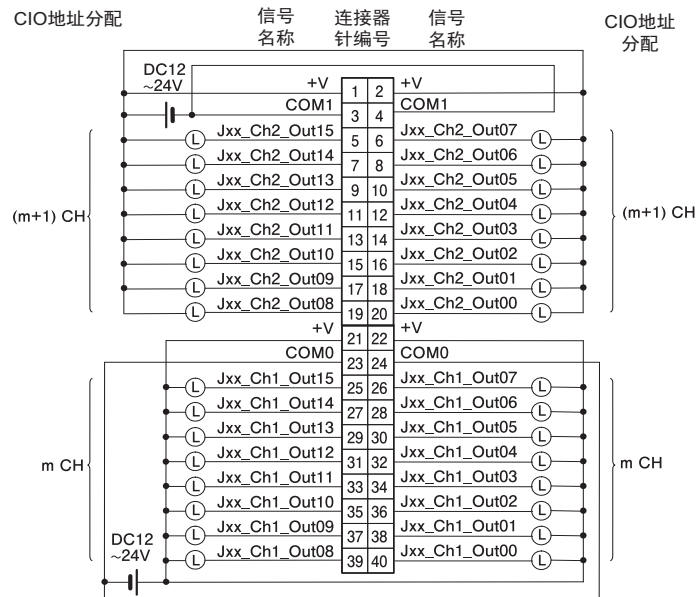 CIO地址分配 信号名称 连接器针编号 信号名称 CIO地址分配
DC12~24V
+V 1 2 +V
COM1 3 4 COM1
Jxx_Ch2_Out15 5 6 Jxx_Ch2_Out07
L L
Jxx_Ch2_Out14 7 8 Jxx_Ch2_Out06
L L
Jxx_Ch2_Out13 9 10 Jxx_Ch2_Out05
L L
(m+1) CH Jxx_Ch2_Out12 11 12 Jxx_Ch2_Out04 (m+1) CH
L L
Jxx_Ch2_Out11 13 14 Jxx_Ch2_Out03
L L
Jxx_Ch2_Out10 15 16 Jxx_Ch2_Out02
L L
Jxx_Ch2_Out09 17 18 Jxx_Ch2_Out01
L L
Jxx_Ch2_Out08 19 20 Jxx_Ch2_Out00
L L
+V 21 22 +V
COM0 23 24 COM0
Jxx_Ch1_Out15 25 26 Jxx_Ch1_Out07
L L
Jxx_Ch1_Out14 27 28 Jxx_Ch1_Out06
L L
Jxx_Ch1_Out13 29 30 Jxx_Ch1_Out05
L L
m CH Jxx_Ch1_Out12 31 32 Jxx_Ch1_Out04 m CH
L L
Jxx_Ch1_Out11 33 34 Jxx_Ch1_Out03
L L
Jxx_Ch1_Out10 35 36 Jxx_Ch1_Out02
L L
Jxx_Ch1_Out09 37 38 Jxx_Ch1_Out01
L L
DC12~24V
Jxx_Ch1_Out08 39 40 Jxx_Ch1_Out00
L L